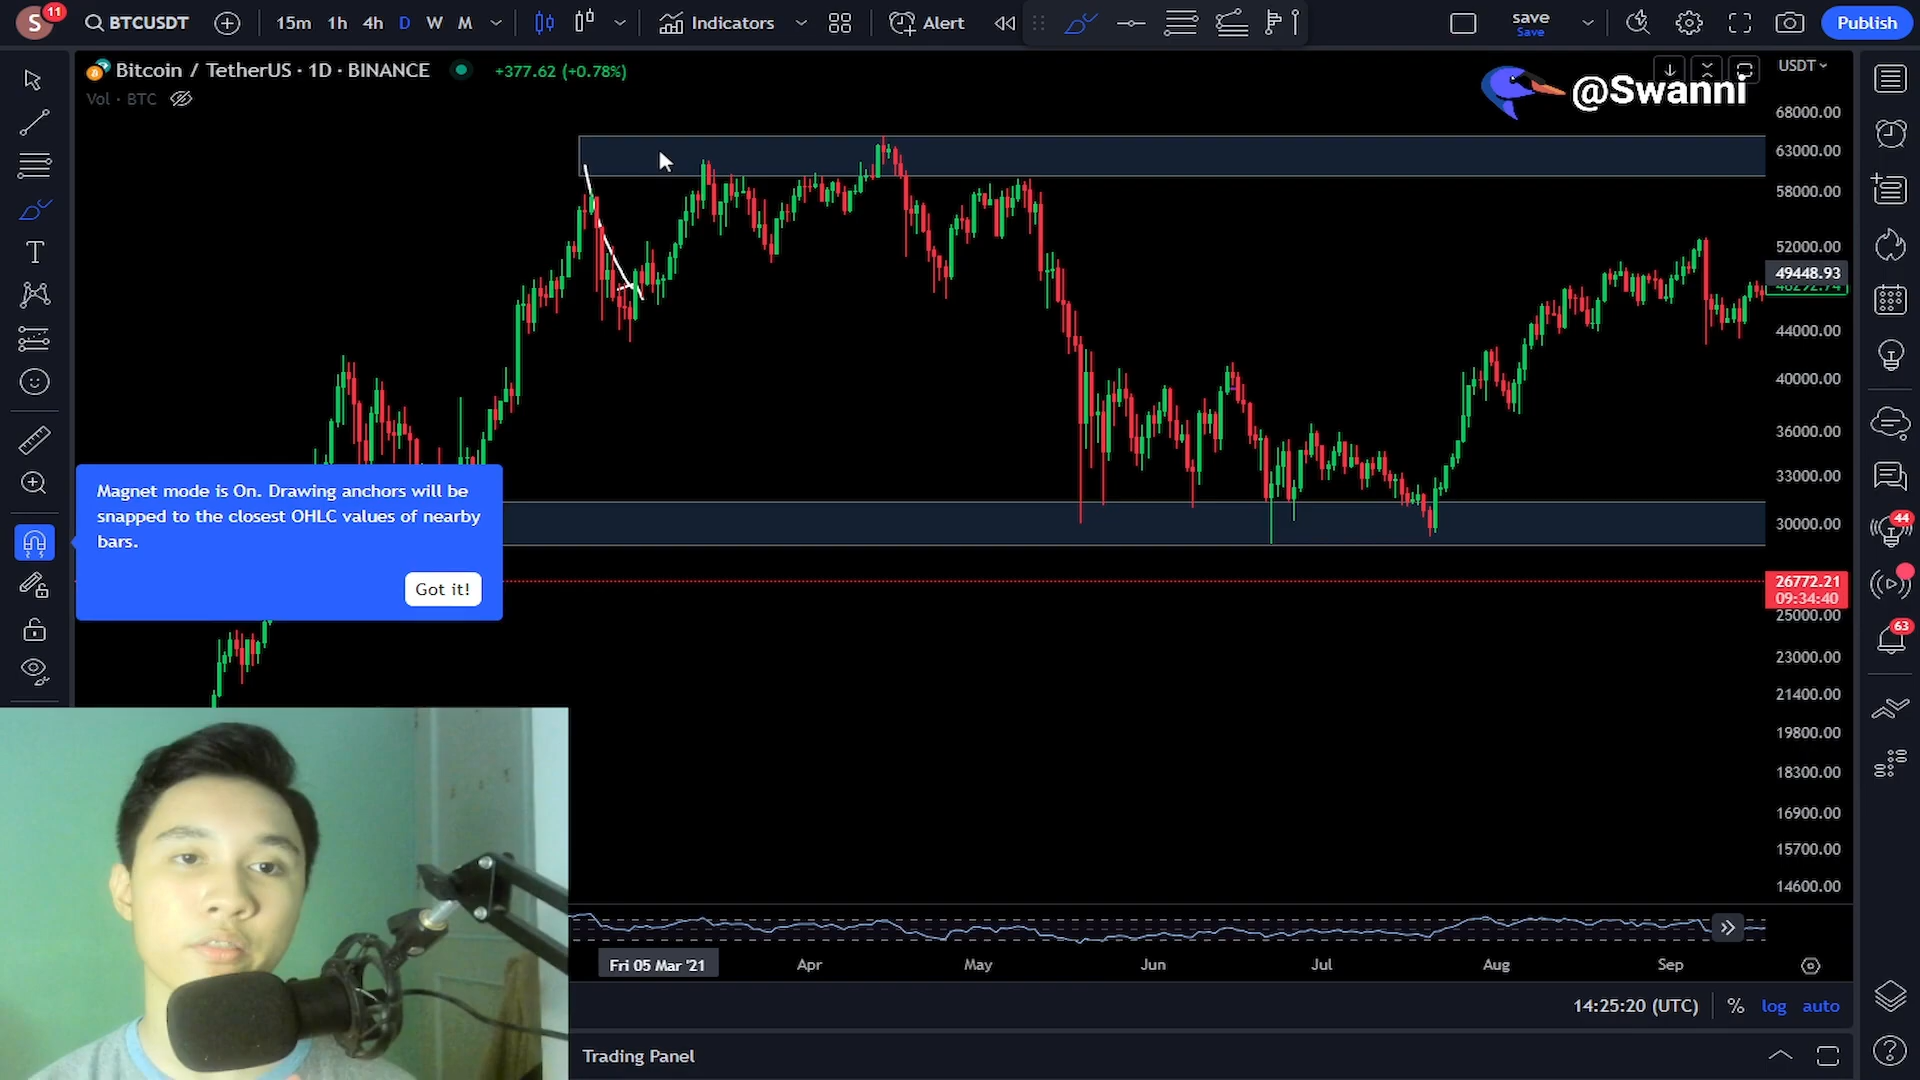 S
11
BTCUSDT
15m
1h
4h
D
W
M
Indicators
Alert
save
Save
Publish
Bitcoin / TetherUS · 1D · BINANCE
+377.62 (+0.78%)
Vol · BTC
@Swanni
USDT
68000.00
63000.00
58000.00
52000.00
49448.93
48292.74
44000.00
40000.00
36000.00
33000.00
30000.00
26772.21
09:34:40
25000.00
23000.00
21400.00
19800.00
18300.00
16900.00
15700.00
14600.00
T
Magnet mode is On. Drawing anchors will be
snapped to the closest OHLC values of nearby
bars.
Got it!
44
63
Fri 05 Mar '21
Apr
May
Jun
Jul
Aug
Sep
14:25:20 (UTC)
%
log
auto
Trading Panel